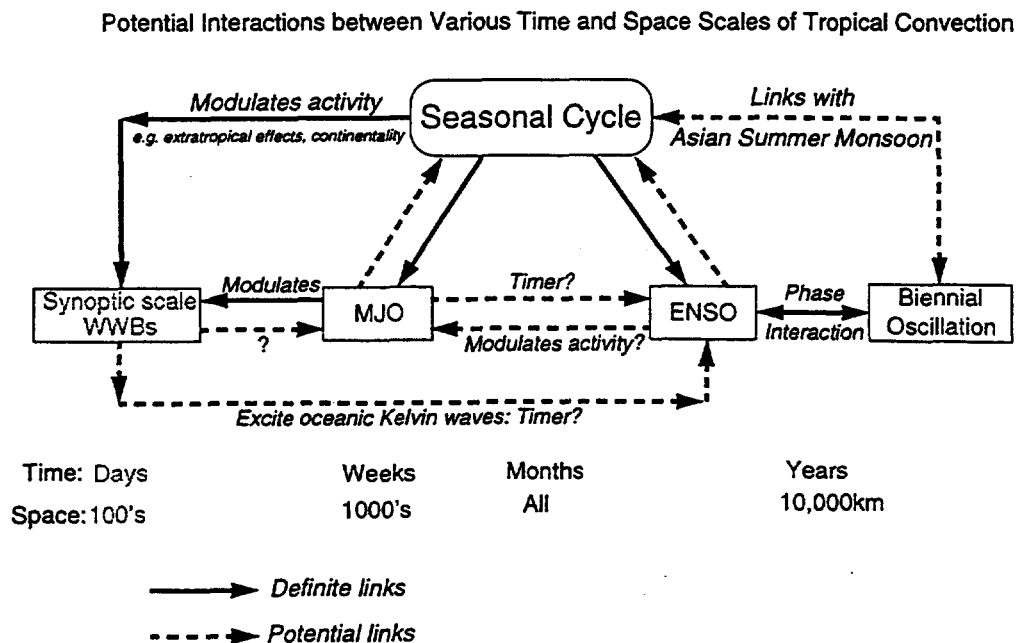 Potential Interactions between Various Time and Space Scales of Tropical Convection
Modulates activity
e.g. extratropical effects, continentality
Seasonal Cycle
Links with
Asian Summer Monsoon
Synoptic scale
WWBs
Modulates
?
MJO
Timer?
Modulates activity?
ENSO
Phase
Interaction
Biennial
Oscillation
Excite oceanic Kelvin waves: Timer?
Time: Days Weeks Months Years
Space: 100's 1000's All 10,000km
Definite links
Potential links